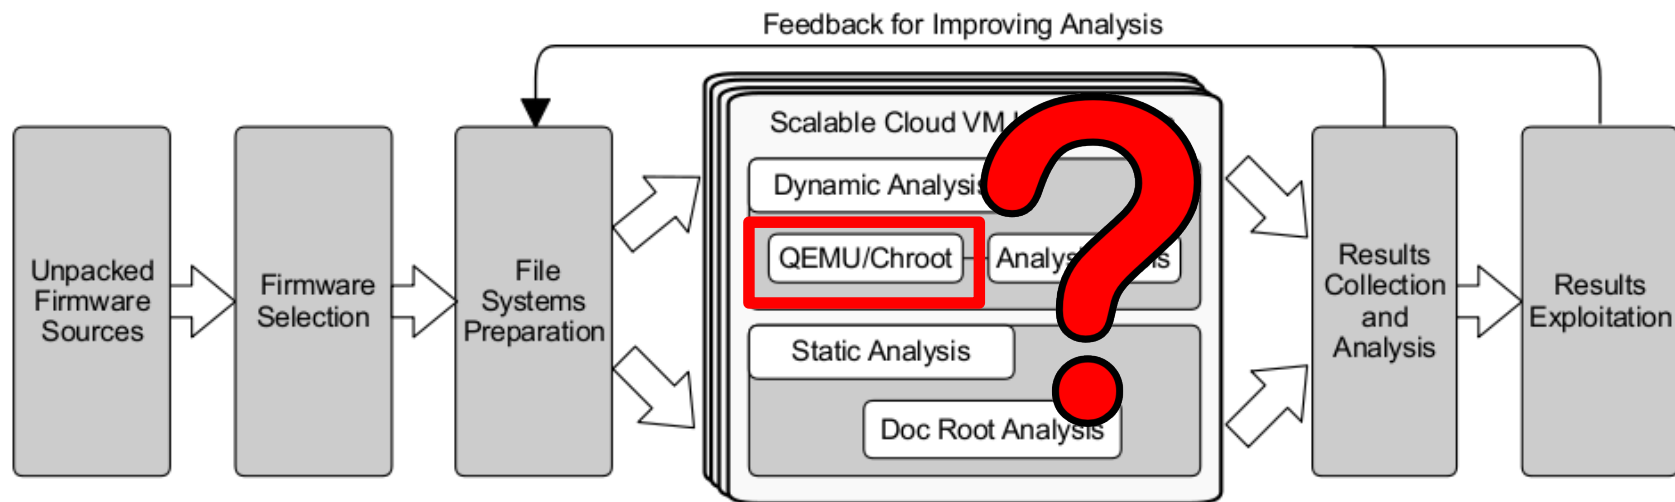 Feedback for Improving Analysis
Unpacked
Firmware
Sources
Firmware
Selection
File
Systems
Preparation
Scalable Cloud VM
Dynamic Analysis
QEMU/Chroot
Static Analysis
Doc Root Analysis
Results
Collection
and
Analysis
Results
Exploitation